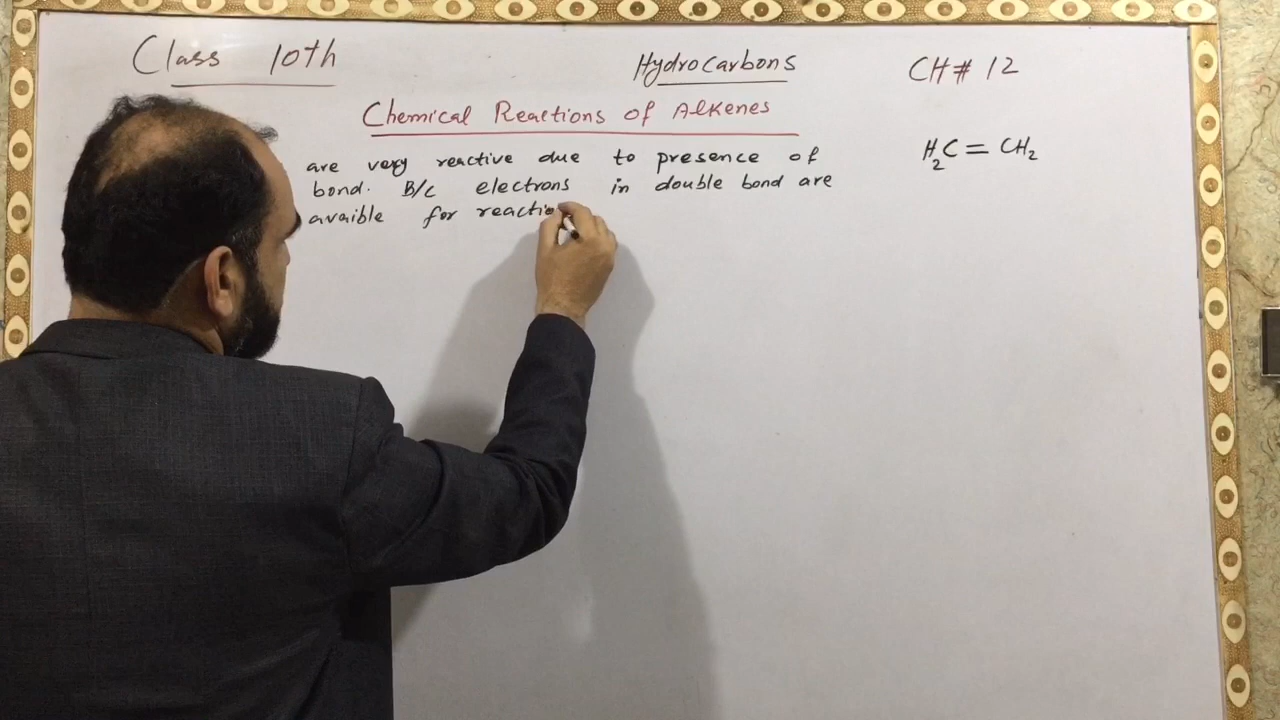 Class 10th Hydrocarbons CH# 12
Chemical Reactions of Alkenes
are very reactive due to presence of
bond. B/C electrons in double bond are
avaible for reactio
H₂C = CH₂